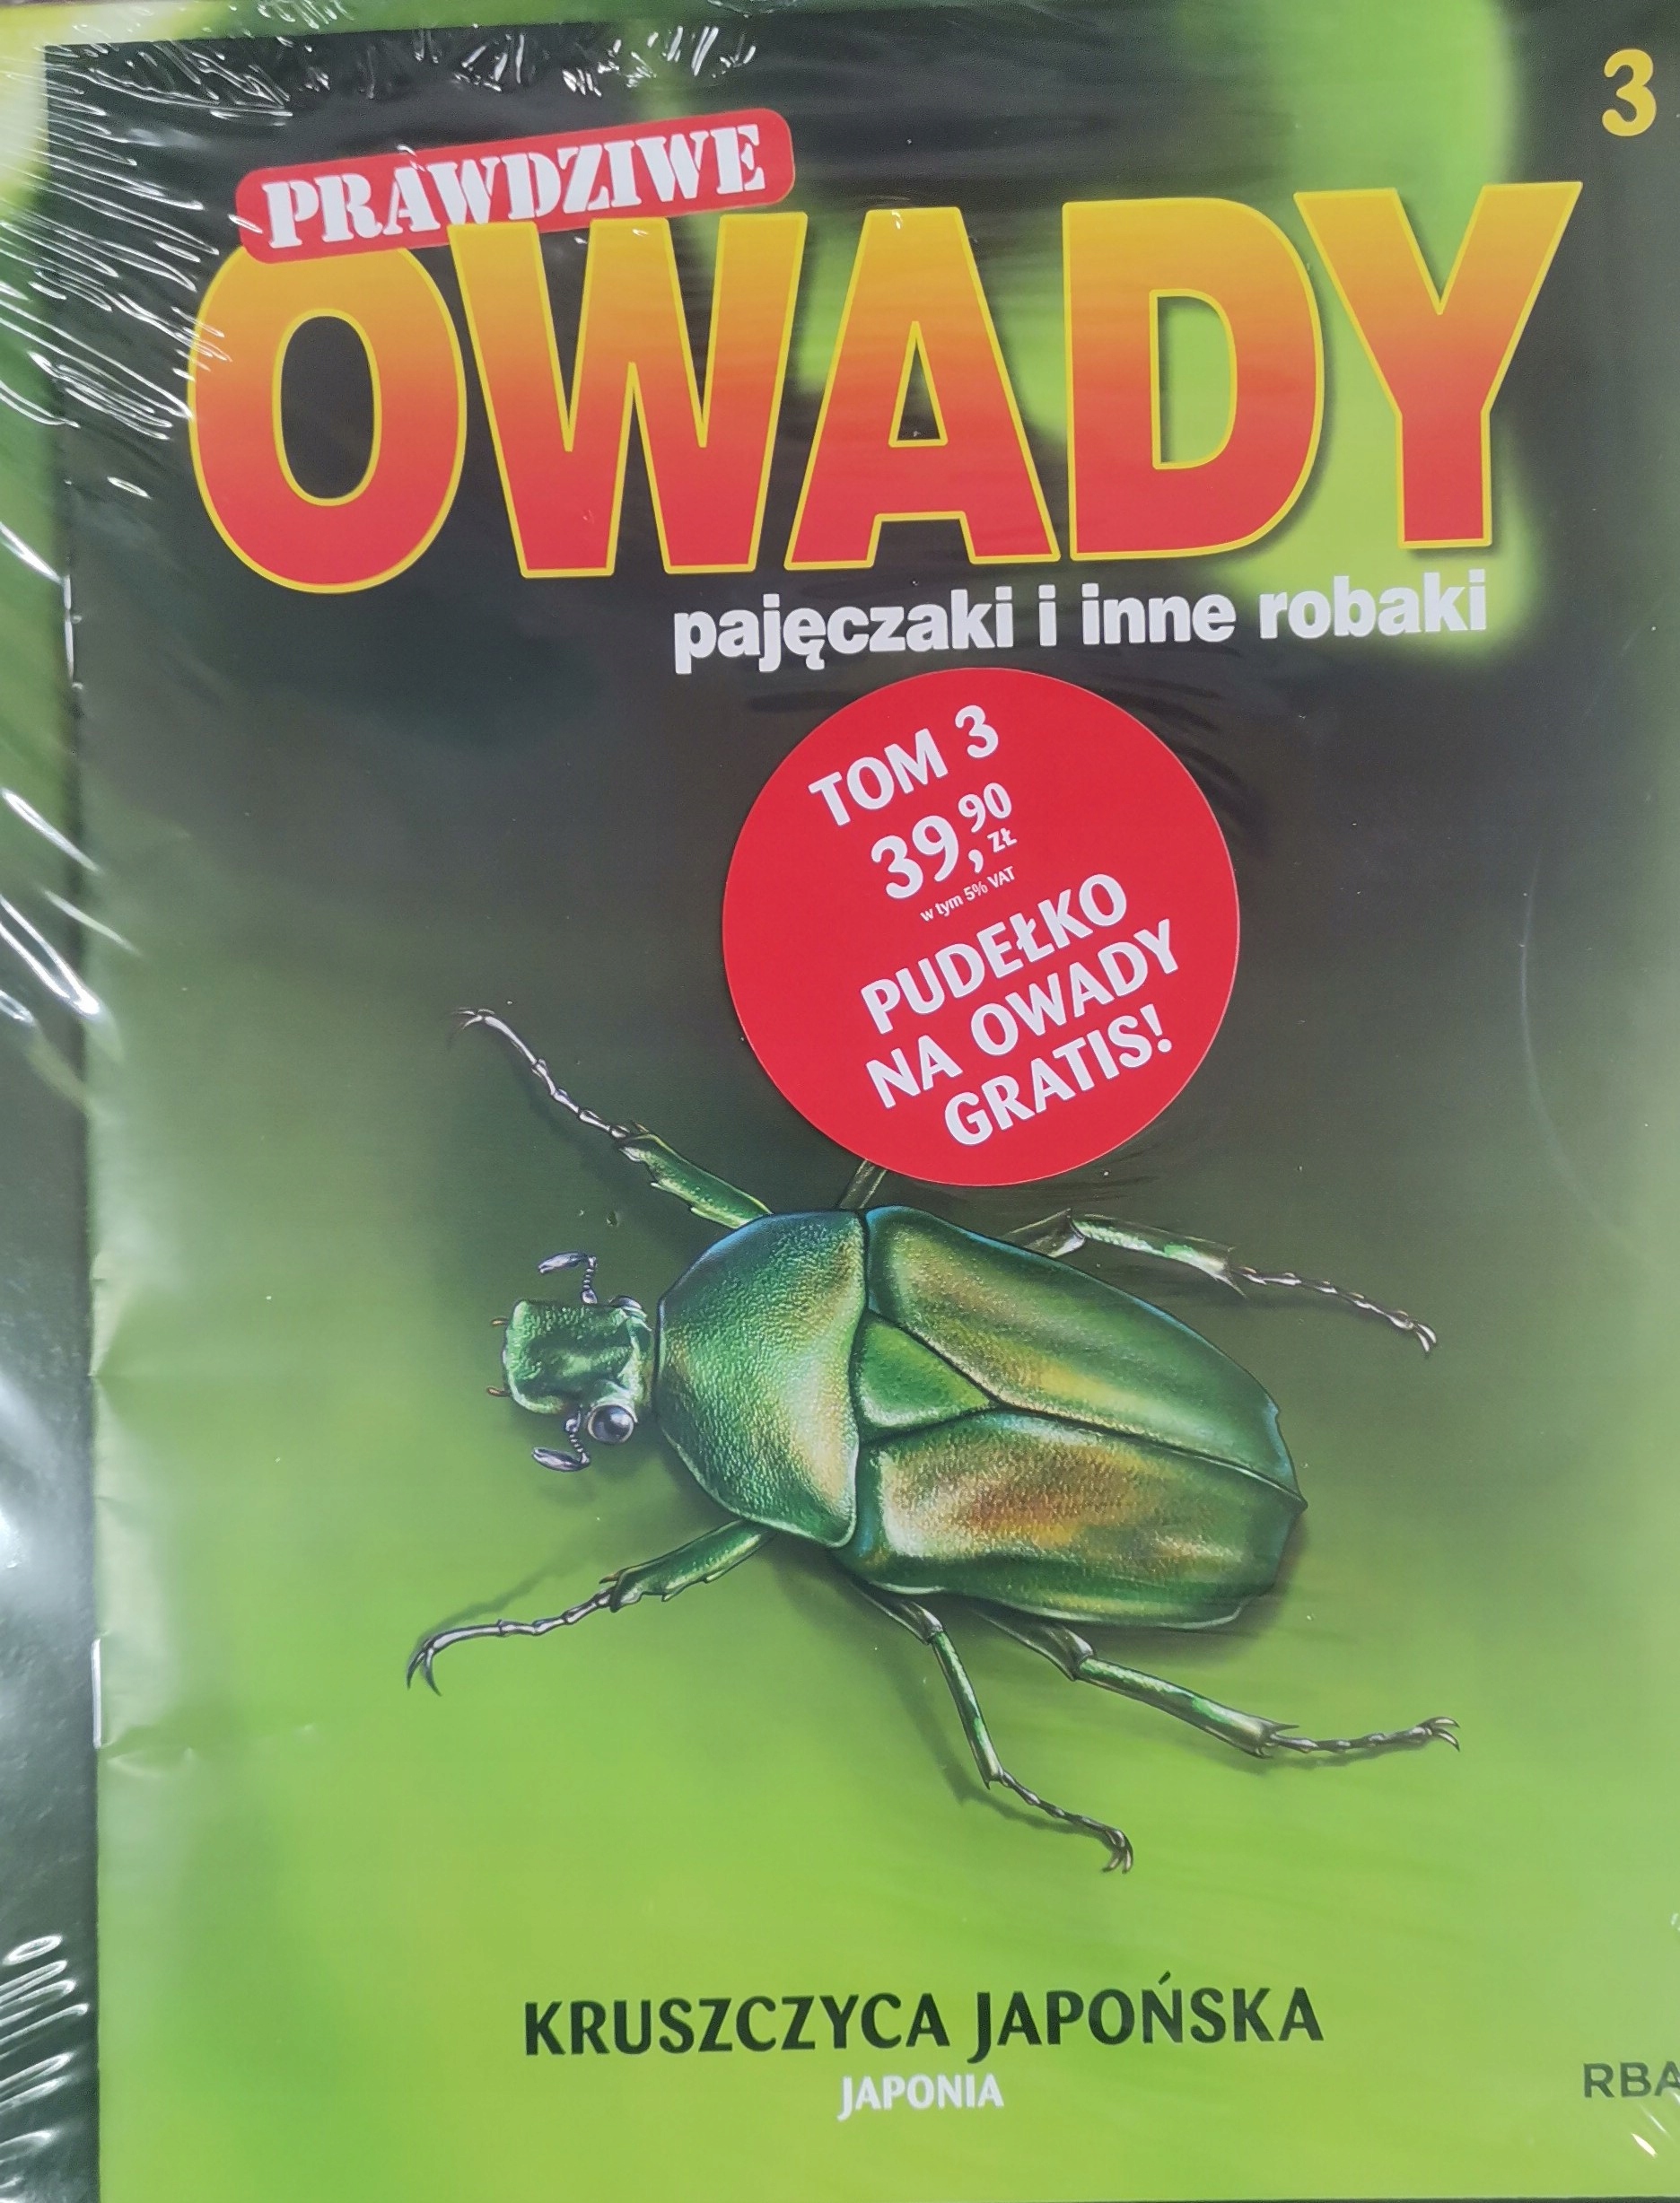 3
PRAWDZIWE
OWADY
pajęczaki i inne robaki
TOM 3
39,90 ZŁ
w tym 5% VAT
PUDEŁKO
NA OWADY
GRATIS!
KRUSZCZYCA JAPOŃSKA
JAPONIA
RBA